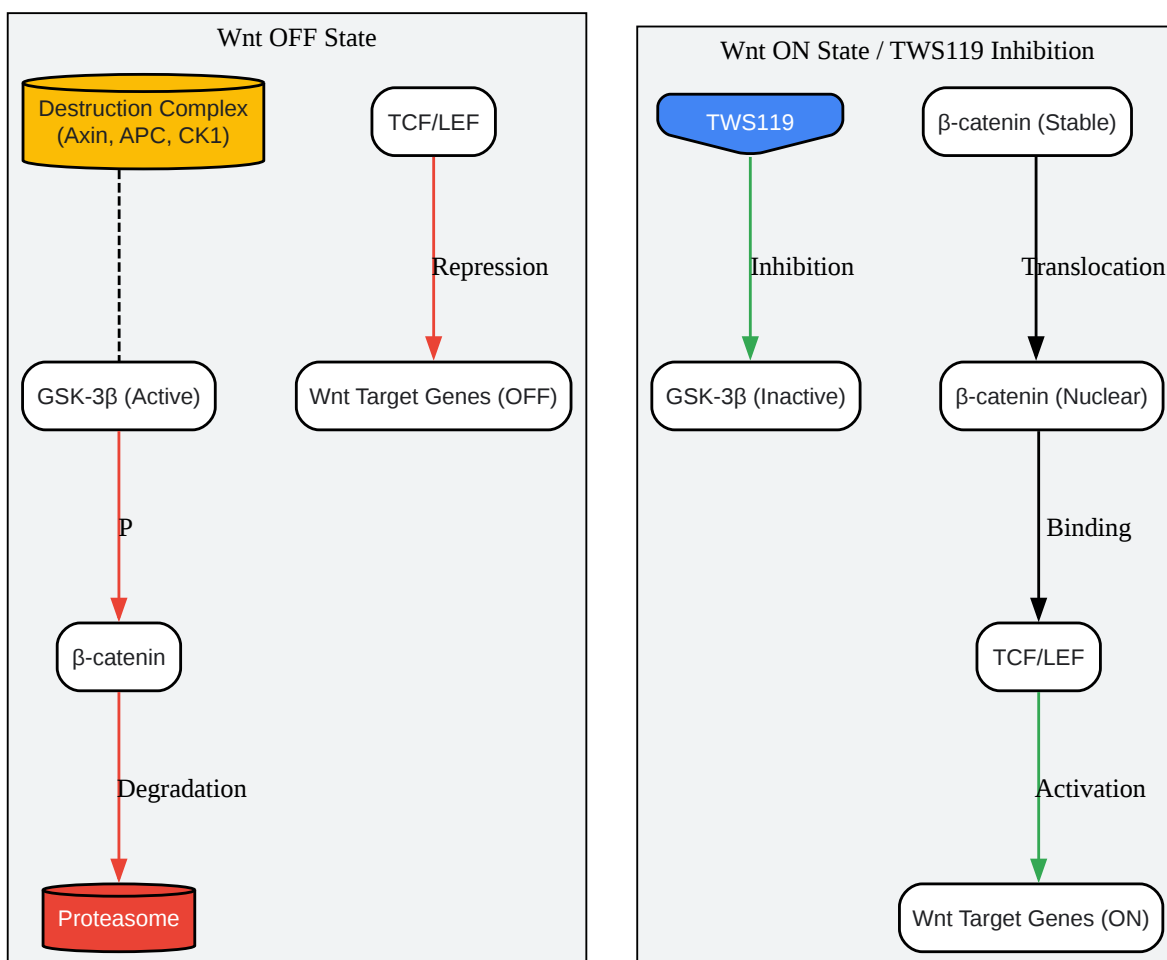 Wnt OFF State
Destruction Complex
(Axin, APC, CK1)
TCF/LEF
Repression
GSK-3β (Active)
Wnt Target Genes (OFF)
P
β-catenin
Degradation
Proteasome
Wnt ON State / TWS119 Inhibition
TWS119
β-catenin (Stable)
Inhibition
Translocation
GSK-3β (Inactive)
β-catenin (Nuclear)
Binding
TCF/LEF
Activation
Wnt Target Genes (ON)